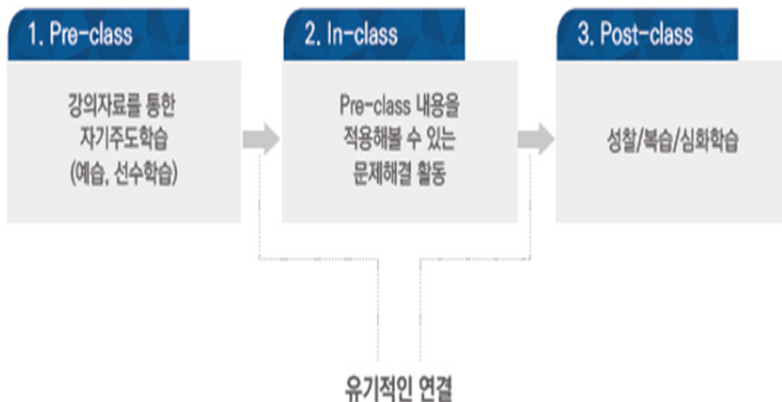 1. Pre-class
강의자료를 통한
자기주도학습
(예습, 선수학습)
2. In-class
Pre-class 내용을
적용해볼 수 있는
문제해결 활동
3. Post-class
성찰/복습/심화학습
유기적인 연결